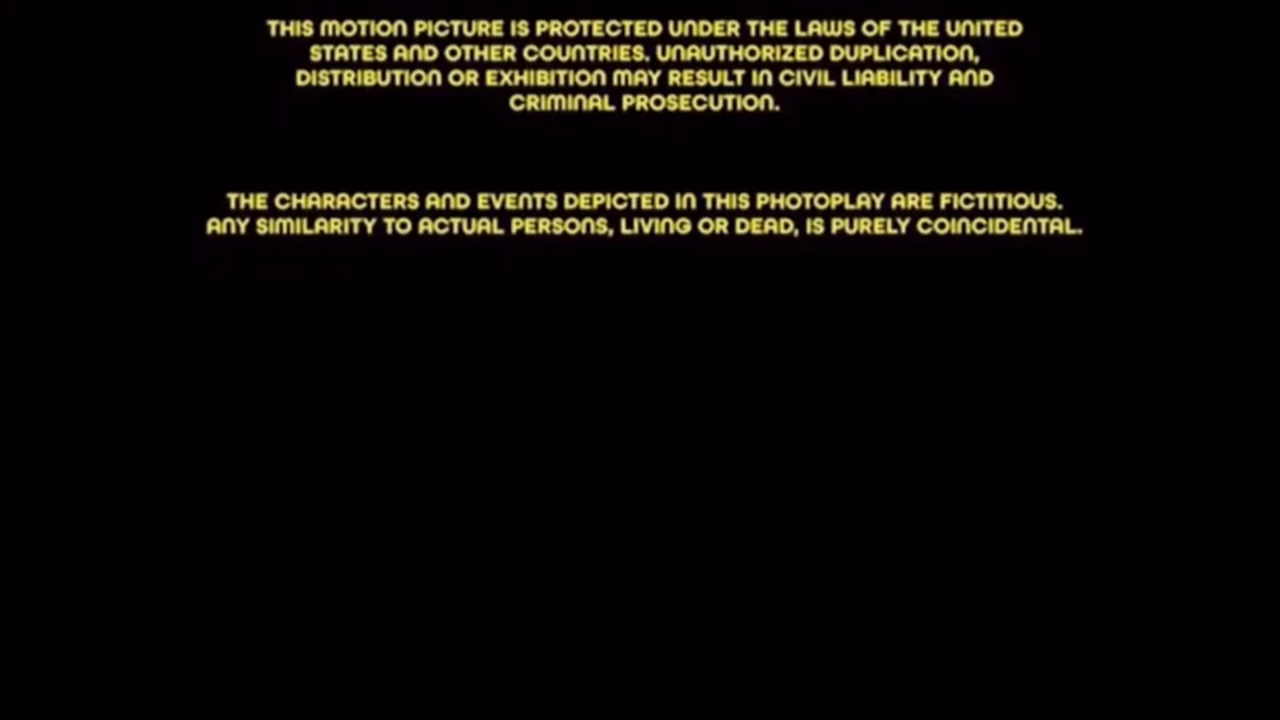 THIS MOTION PICTURE IS PROTECTED UNDER THE LAWS OF THE UNITED
STATES AND OTHER COUNTRIES. UNAUTHORIZED DUPLICATION,
DISTRIBUTION OR EXHIBITION MAY RESULT IN CIVIL LIABILITY AND
CRIMINAL PROSECUTION.
THE CHARACTERS AND EVENTS DEPICTED IN THIS PHOTOPLAY ARE FICTITIOUS.
ANY SIMILARITY TO ACTUAL PERSONS, LIVING OR DEAD, IS PURELY COINCIDENTAL.